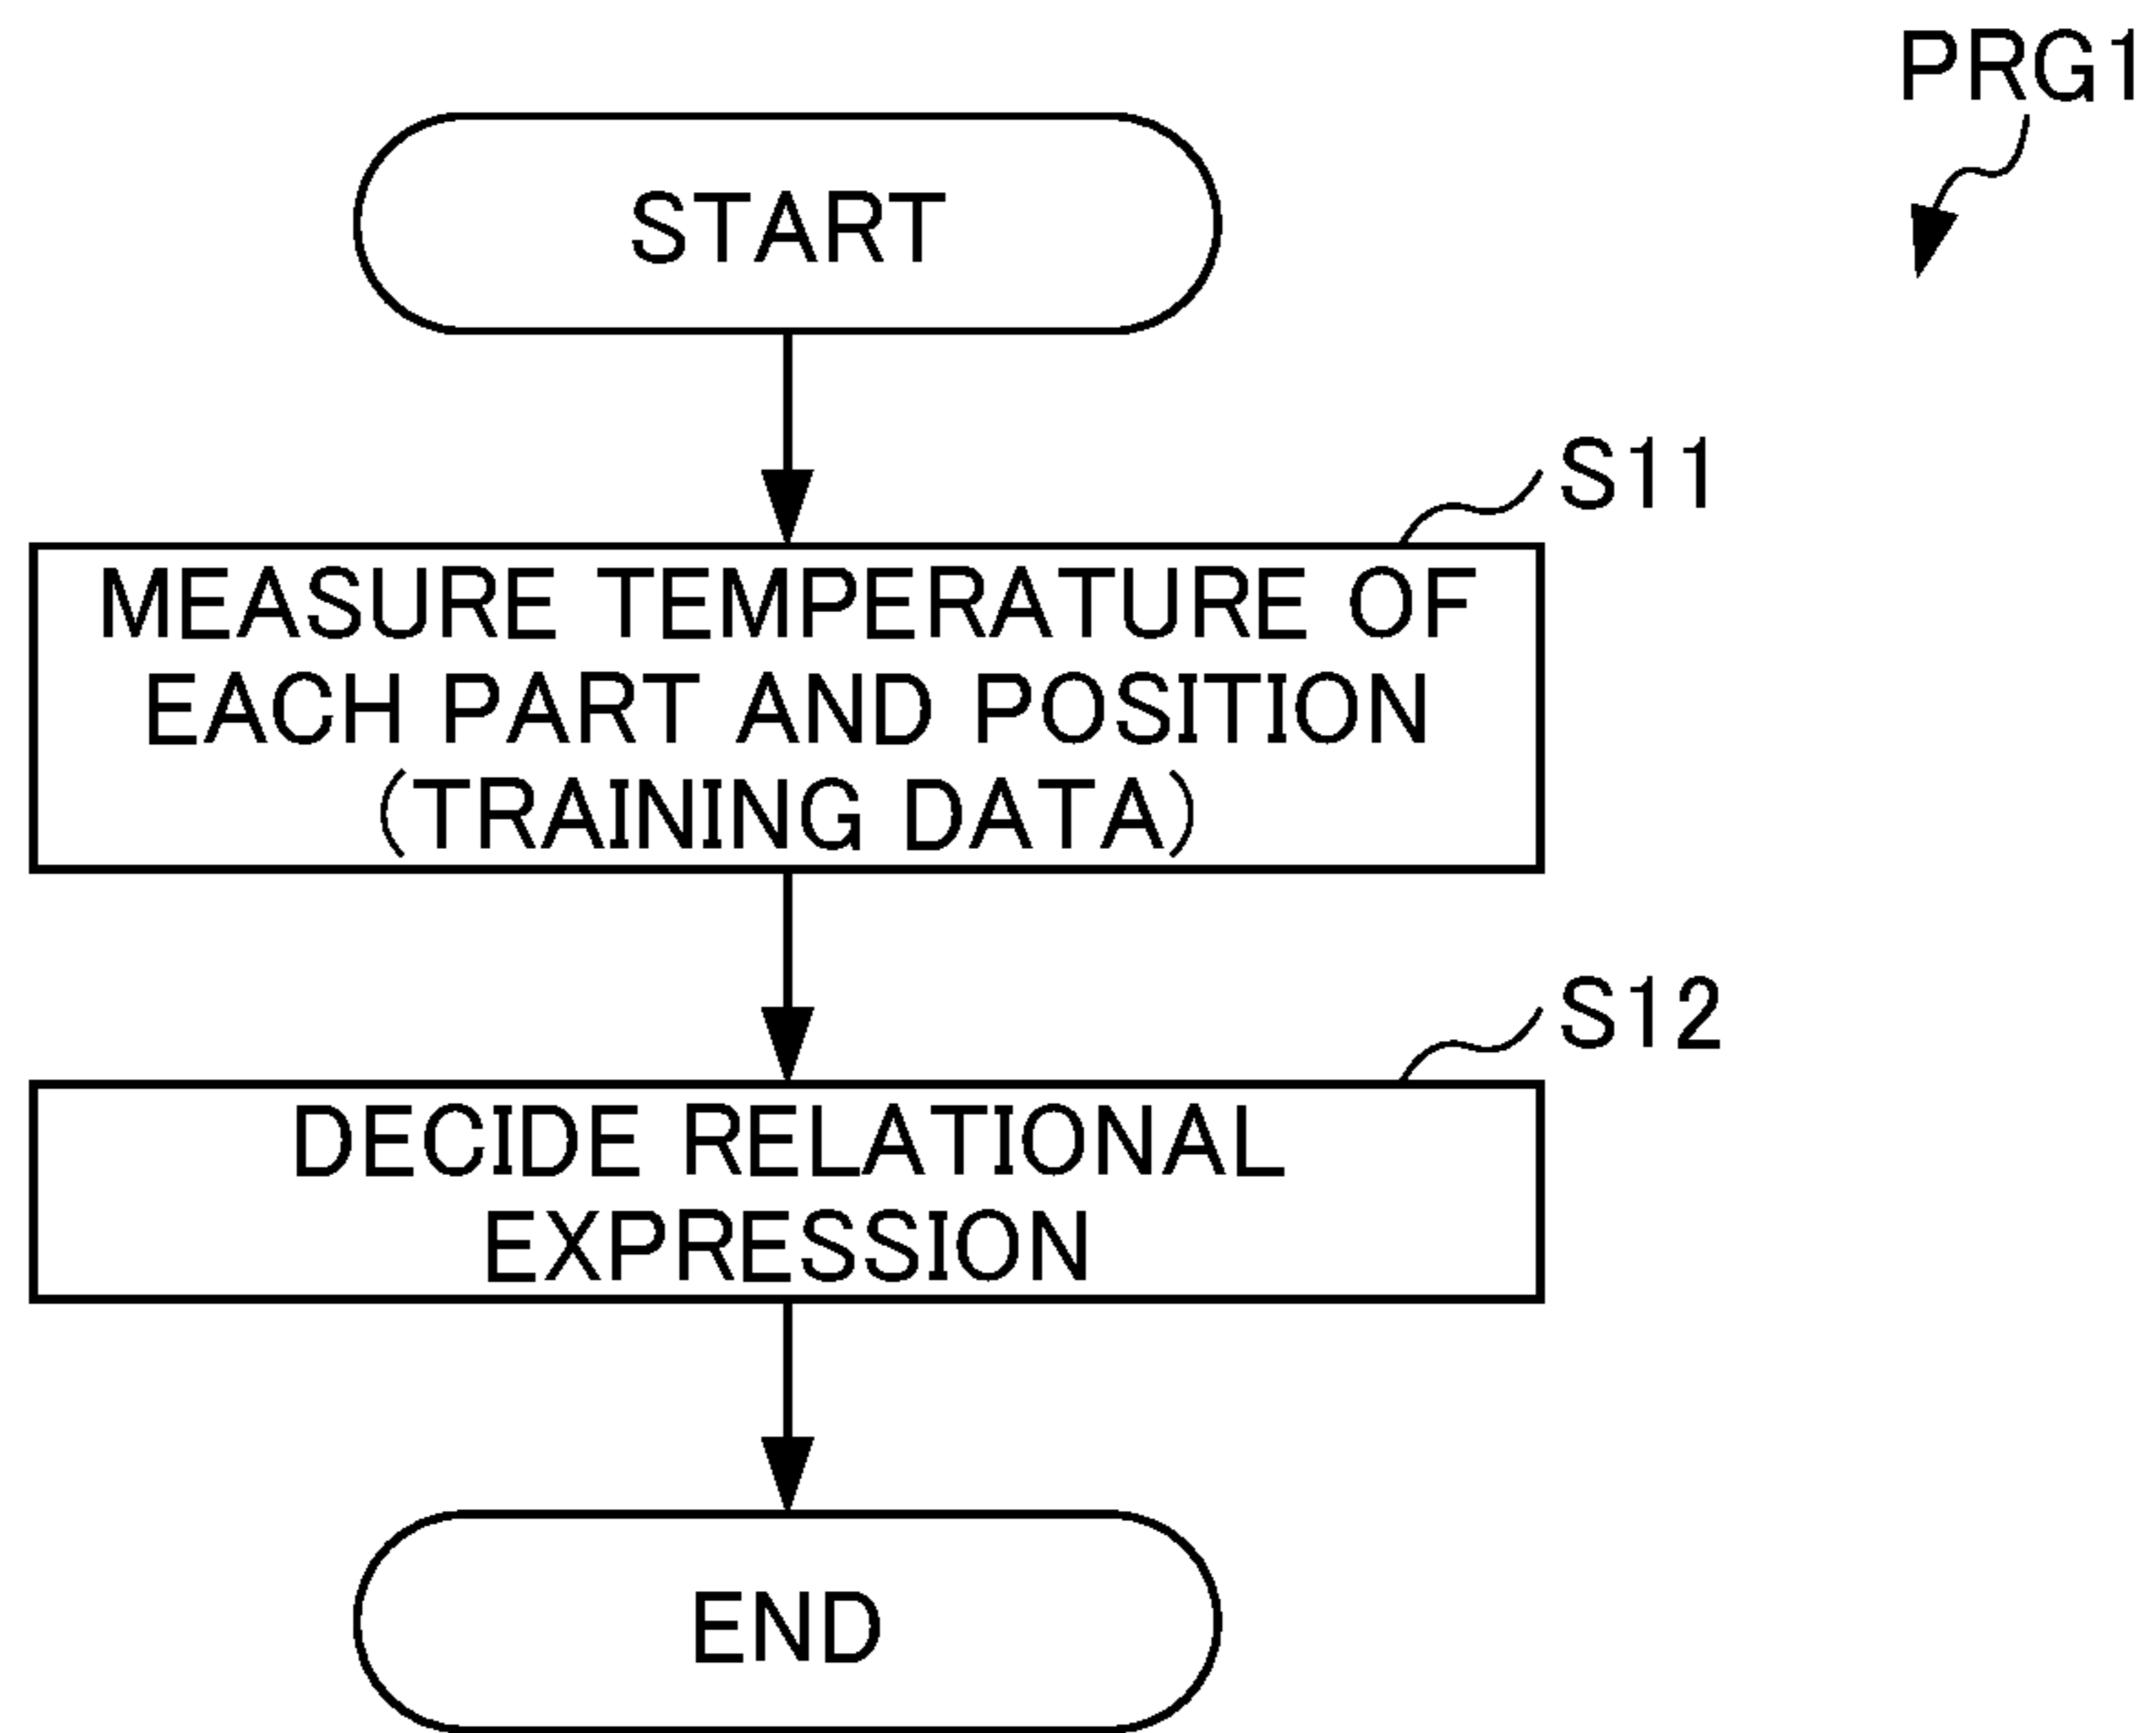 PRG1
START
S11
MEASURE TEMPERATURE OF
EACH PART AND POSITION
(TRAINING DATA)
S12
DECIDE RELATIONAL
EXPRESSION
END